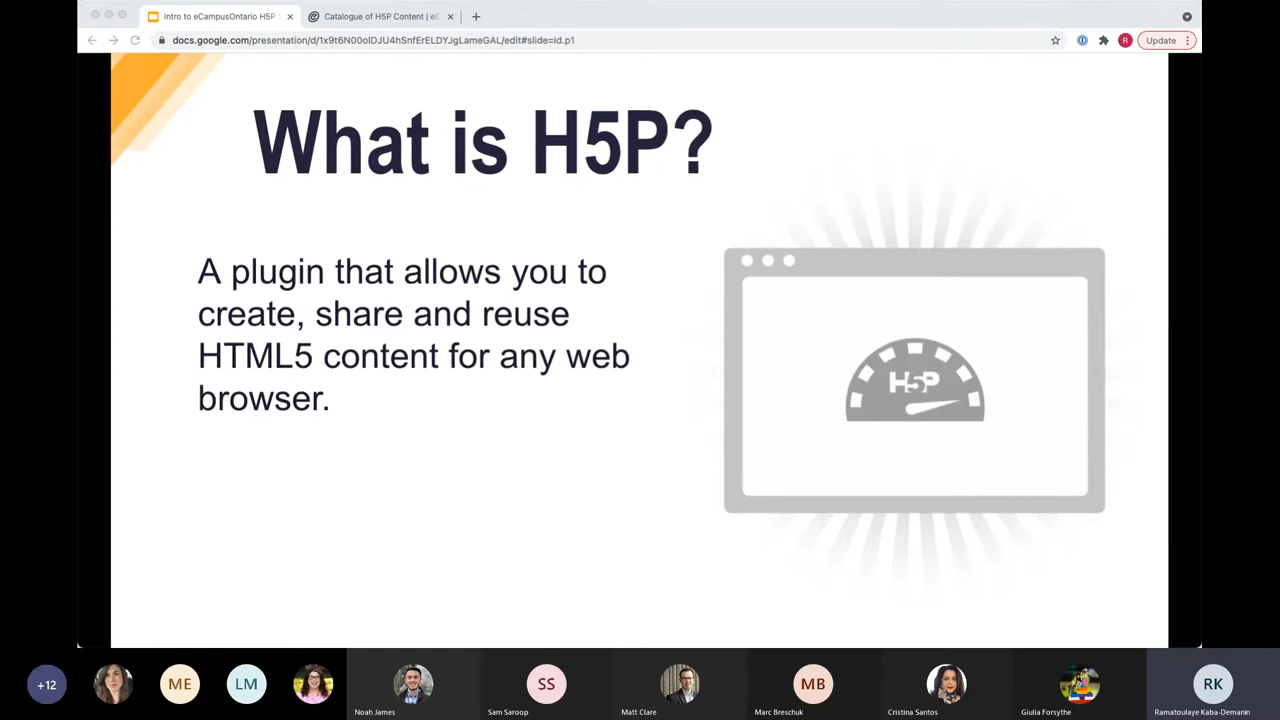 Intro to eCampusOntario H5P
Catalogue of H5P Content | eC
docs.google.com/presentation/d/1x9t6N00olDJU4hSnfErELDYJgLameGAL/edit#slide=id.p1
R
Update
What is H5P?
A plugin that allows you to
create, share and reuse
HTML5 content for any web
browser.
H5P
+12
ME
LM
SS
MB
RK
Noah James
Sam Saroop
Matt Clare
Marc Breschuk
Cristina Santos
Giulia Forsythe
Ramatoulaye Kaba-Demanin